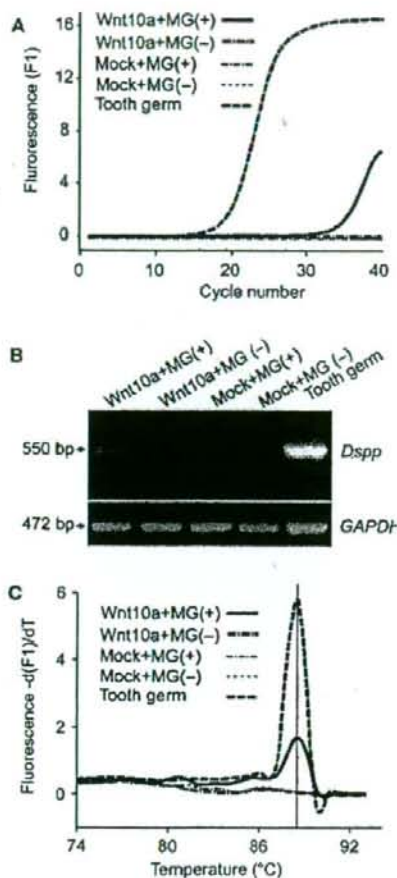 A
Wnt10a+MG(+)
Wnt10a+MG(−)
Mock+MG(+)
Mock+MG(−)
Tooth germ
Flurorescence (F1)
16
12
8
4
0
0
10
20
30
40
Cycle number
B
Wnt10a+MG(+)
Wnt10a+MG (−)
Mock+MG(+)
Mock+MG (−)
Tooth germ
550 bp
Dspp
472 bp
GAPDH
C
Wnt10a+MG(+)
Wnt10a+MG(−)
Mock+MG(+)
Mock+MG(−)
Tooth germ
Fluorescence -d(F1)/dT
6
4
2
0
74
80
86
92
Temperature (°C)